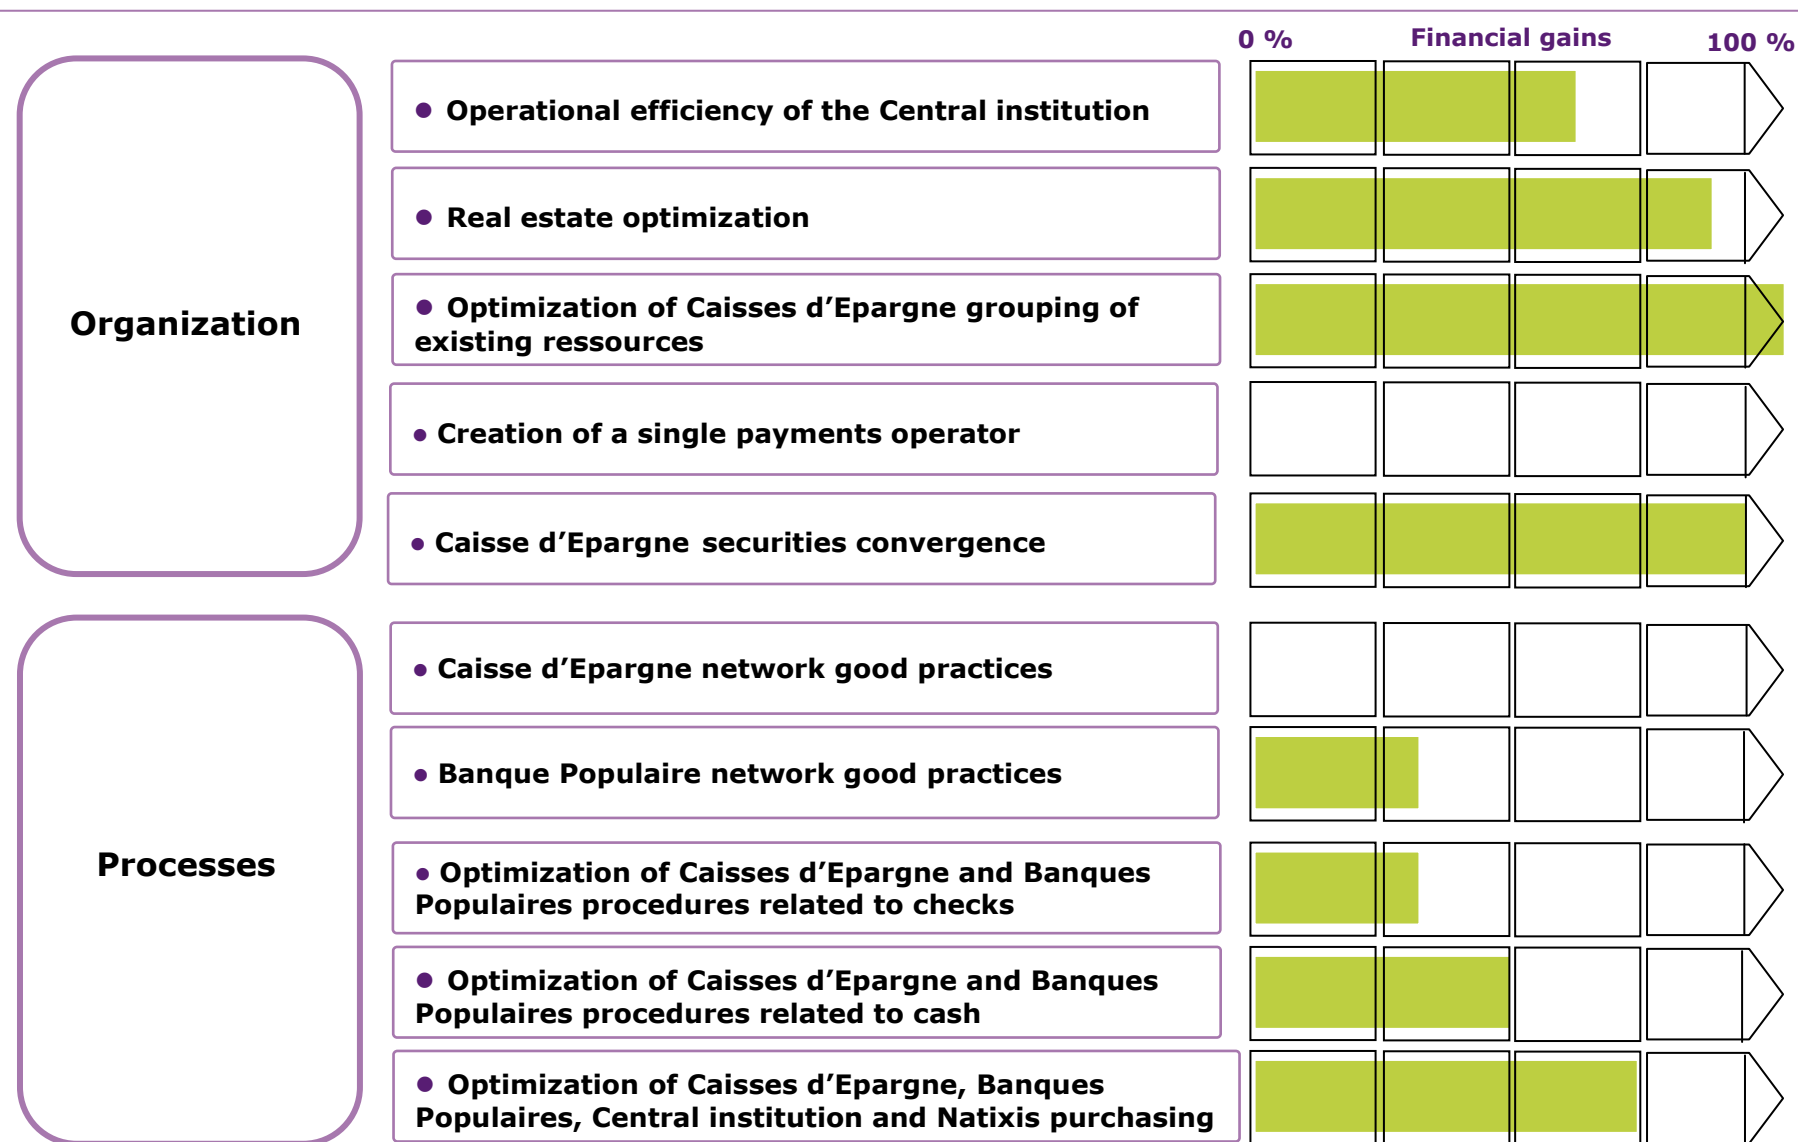 0 % Financial gains 100 %
Organization
● Operational efficiency of the Central institution
● Real estate optimization
● Optimization of Caisses d’Epargne grouping of
existing ressources
● Creation of a single payments operator
● Caisse d’Epargne securities convergence
Processes
● Caisse d’Epargne network good practices
● Banque Populaire network good practices
● Optimization of Caisses d’Epargne and Banques
Populaires procedures related to checks
● Optimization of Caisses d’Epargne and Banques
Populaires procedures related to cash
● Optimization of Caisses d’Epargne, Banques
Populaires, Central institution and Natixis purchasing